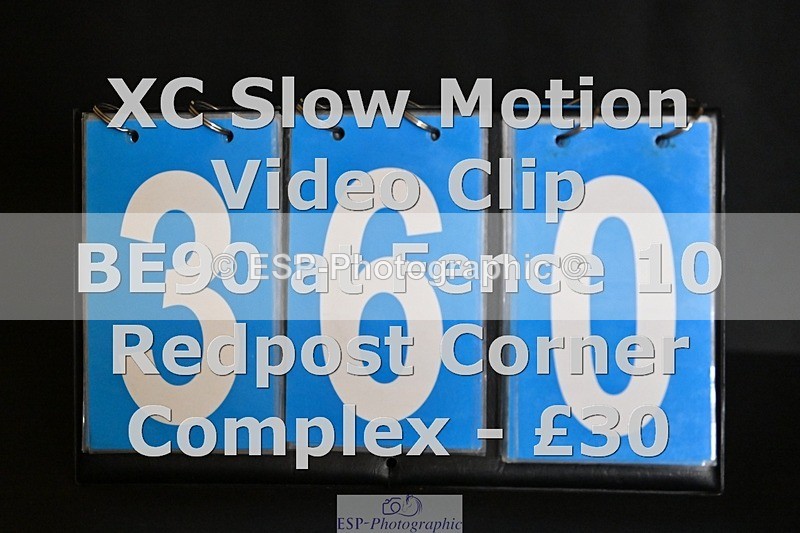 XC Slow Motion
Video Clip
BE90 at Fence 10
Redpost Corner
Complex - £30
360
© ESP-Photographic ©
ESP-Photographic